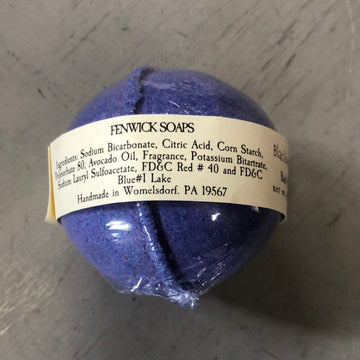 FENWICK SOAPS
Ingredients: Sodium Bicarbonate, Citric Acid, Corn Starch,
Polysorbate 80, Avocado Oil, Fragrance, Potassium Bitartrate,
Sodium Lauryl Sulfoacetate, FD&C Red # 40 and FD&C
Blue#1 Lake
Handmade in Womelsdorf, PA 19567